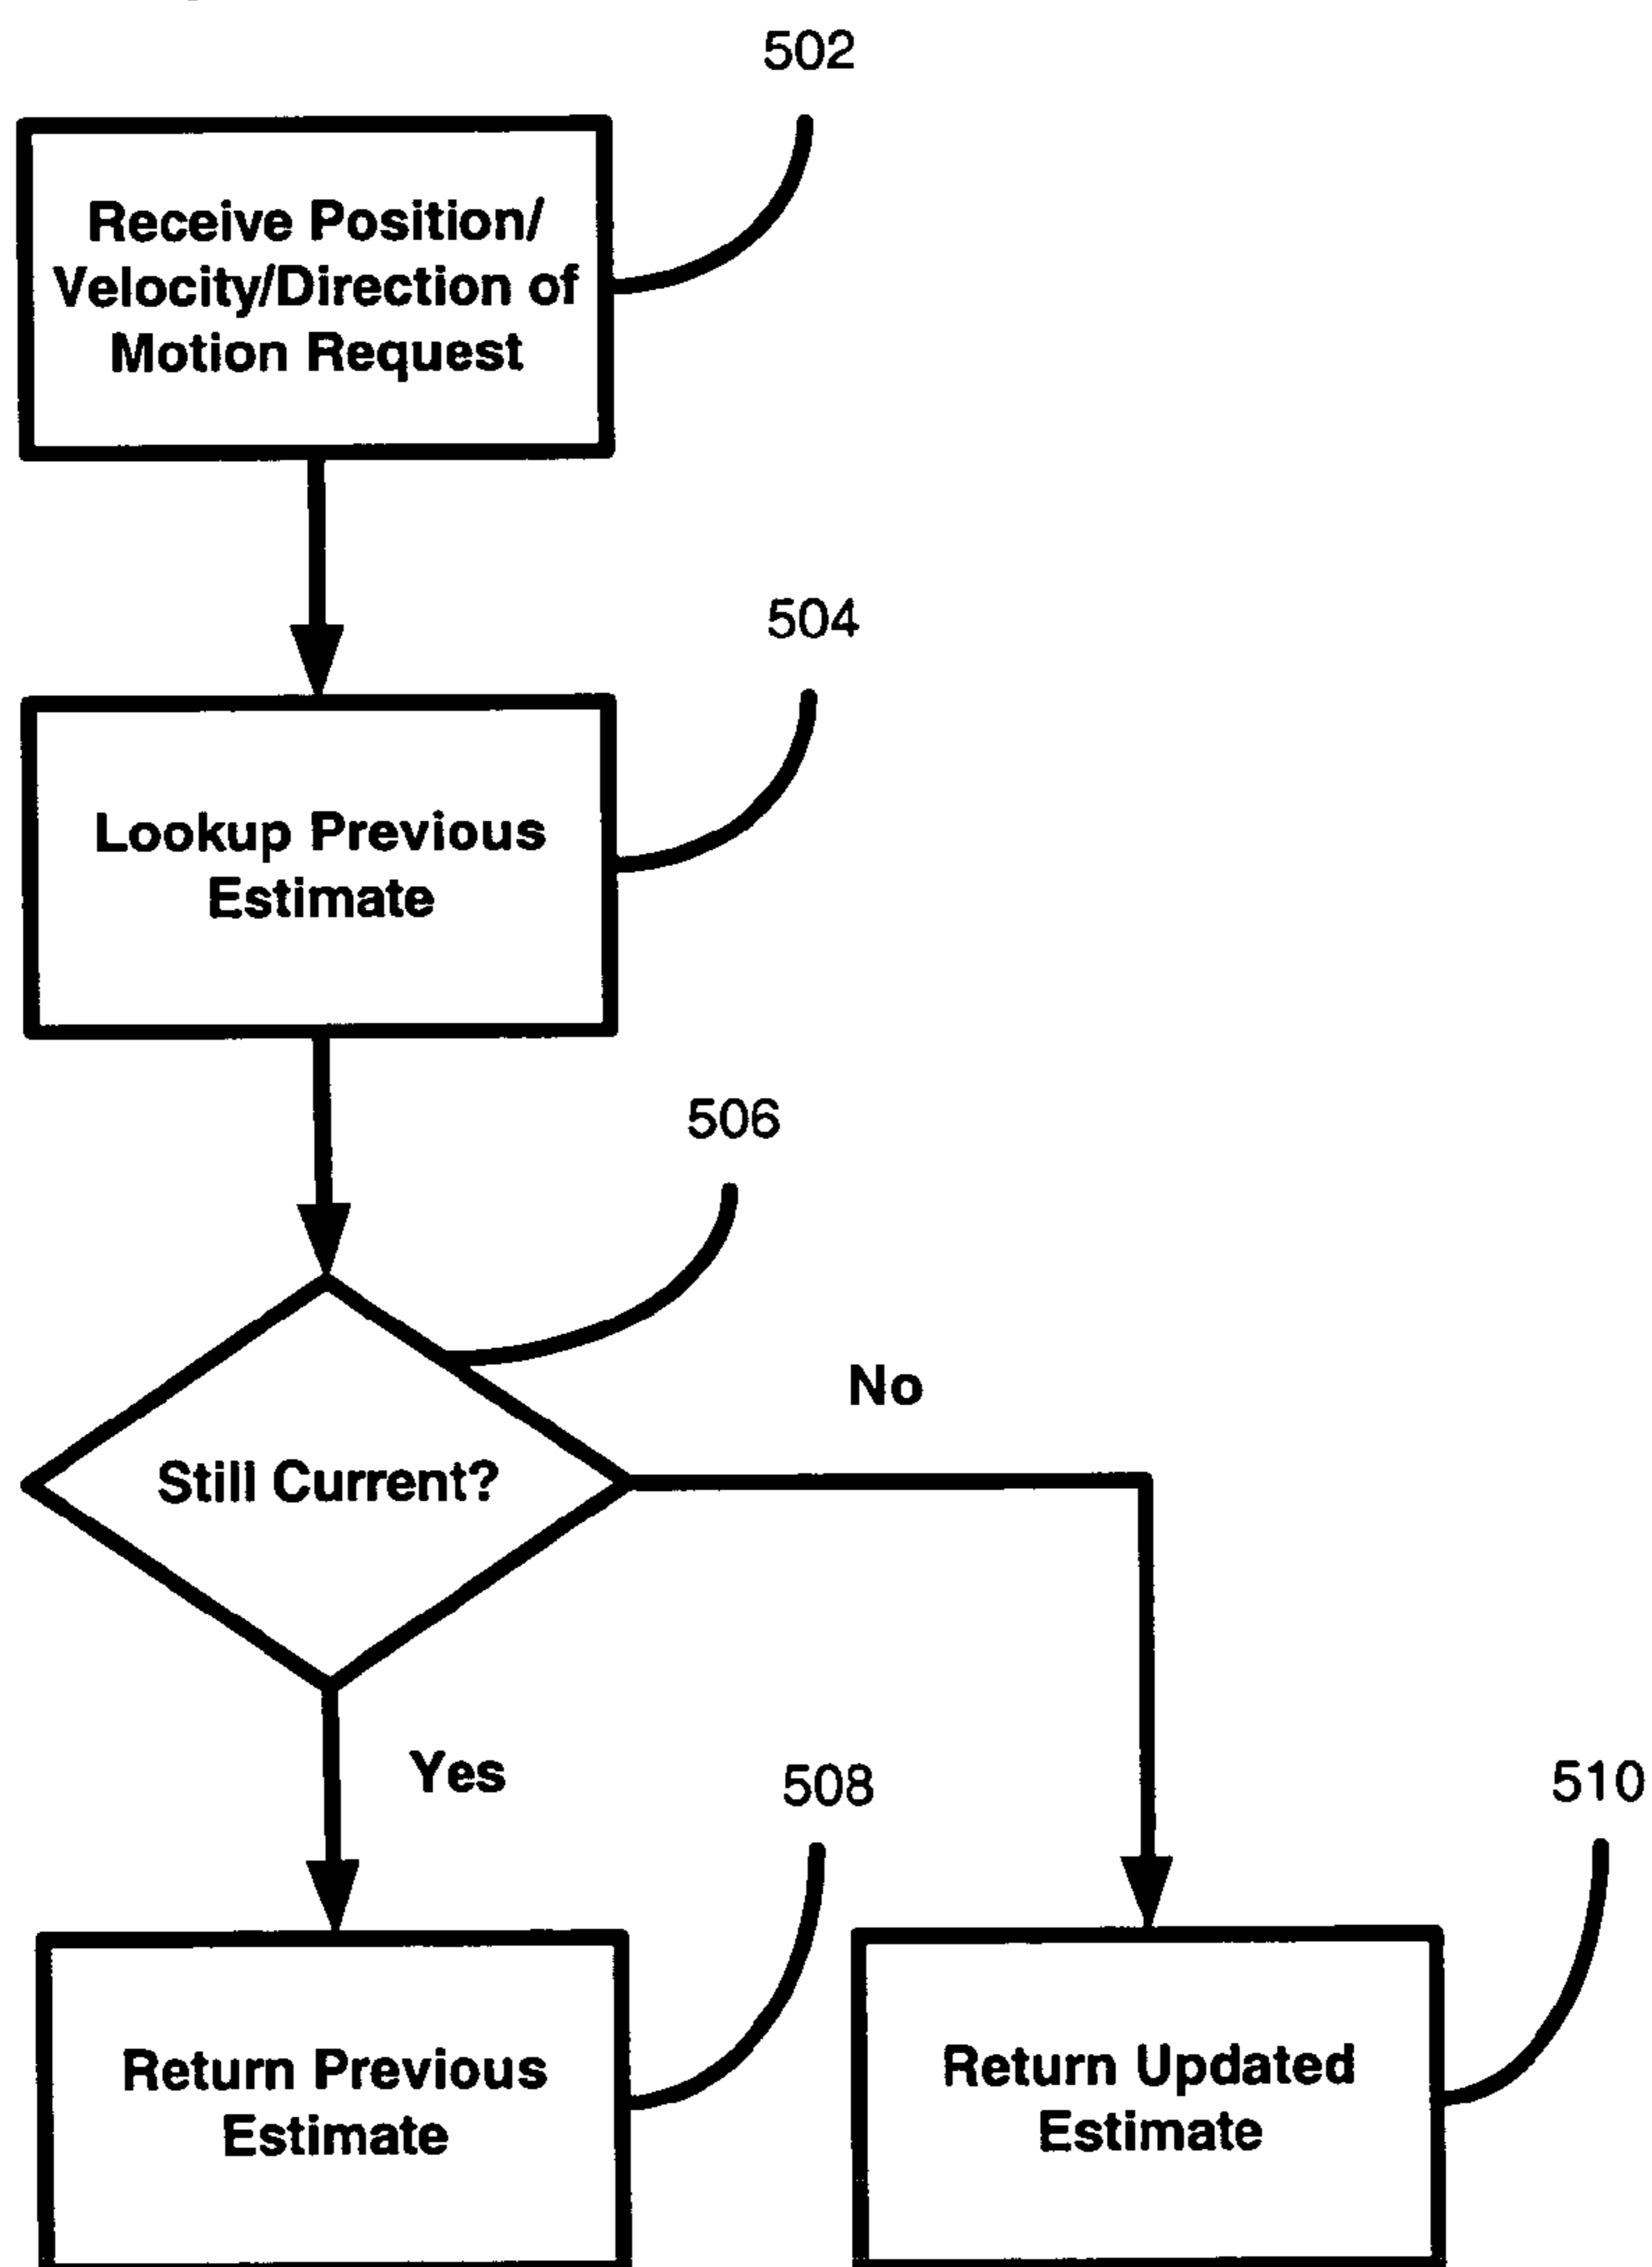 502
Receive Position/
Velocity/Direction of
Motion Request
504
Lookup Previous
Estimate
506
No
Still Current?
Yes
508
510
Return Previous
Estimate
Return Updated
Estimate